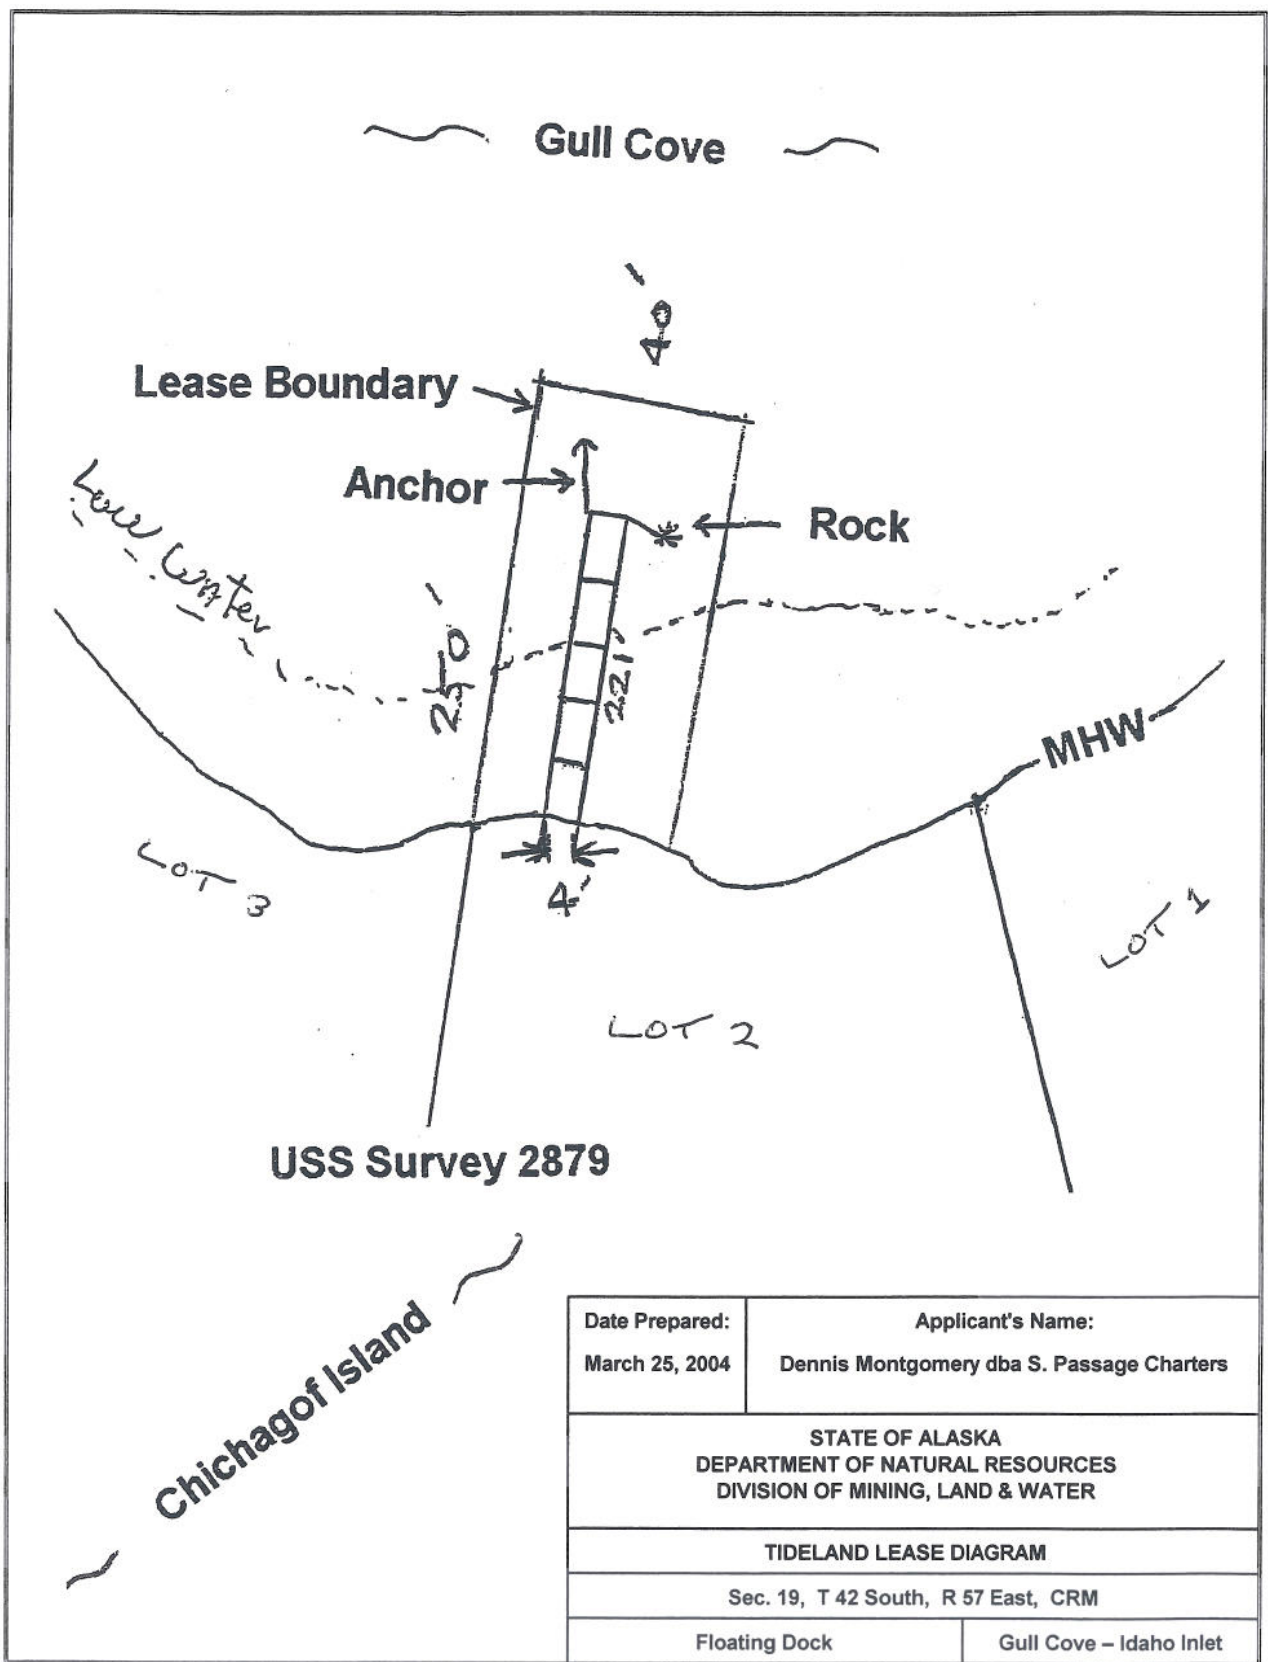 Gull Cove
40'
Lease Boundary
Anchor
Rock
Low Water
250'
221'
MHW
LOT 3
4'
LOT 1
LOT 2
USS Survey 2879
Chichagof Island
Date Prepared:
March 25, 2004
Applicant's Name:
Dennis Montgomery dba S. Passage Charters
STATE OF ALASKA
DEPARTMENT OF NATURAL RESOURCES
DIVISION OF MINING, LAND & WATER
TIDELAND LEASE DIAGRAM
Sec. 19, T 42 South, R 57 East, CRM
Floating Dock
Gull Cove – Idaho Inlet